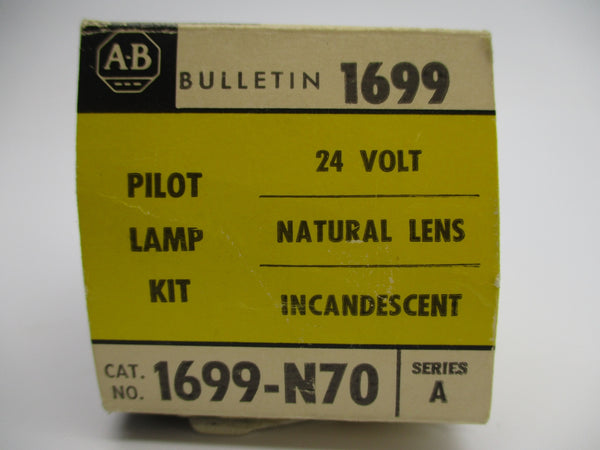 A-B
BULLETIN 1699
PILOT
LAMP
KIT
24 VOLT
NATURAL LENS
INCANDESCENT
CAT. NO. 1699-N70
SERIES A